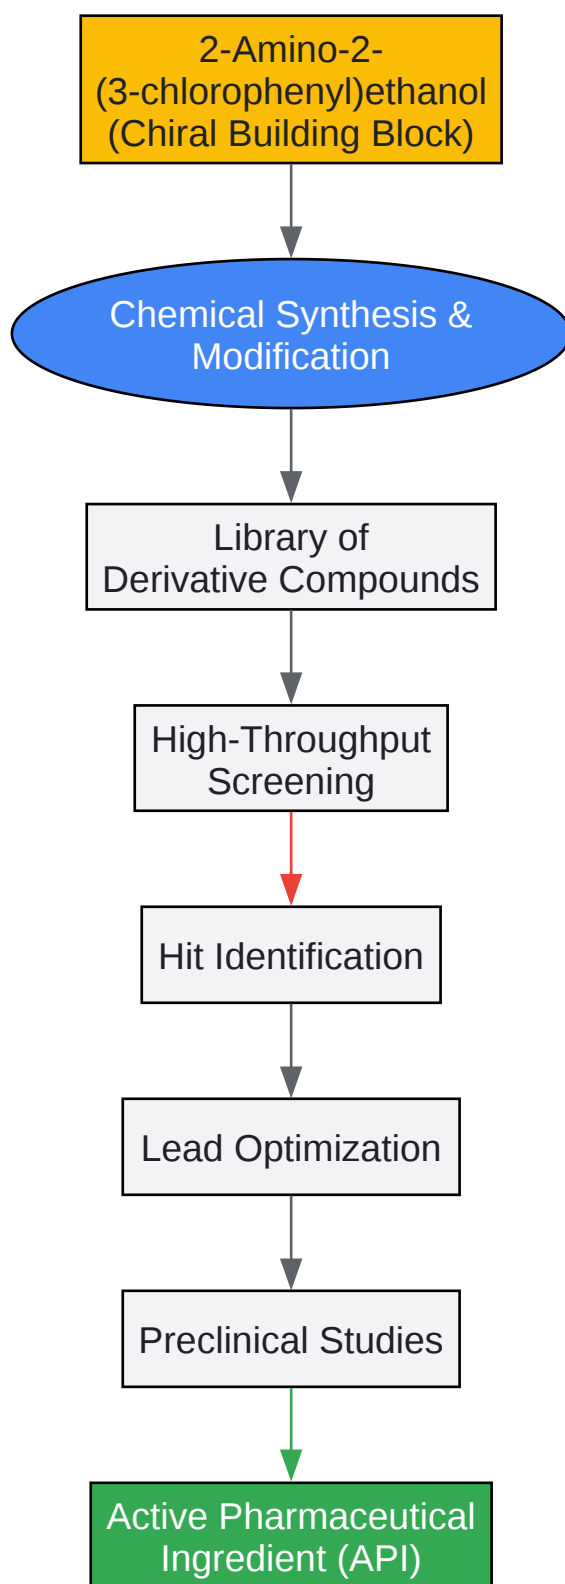 2-Amino-2-
(3-chlorophenyl)ethanol
(Chiral Building Block)
Chemical Synthesis &
Modification
Library of
Derivative Compounds
High-Throughput
Screening
Hit Identification
Lead Optimization
Preclinical Studies
Active Pharmaceutical
Ingredient (API)